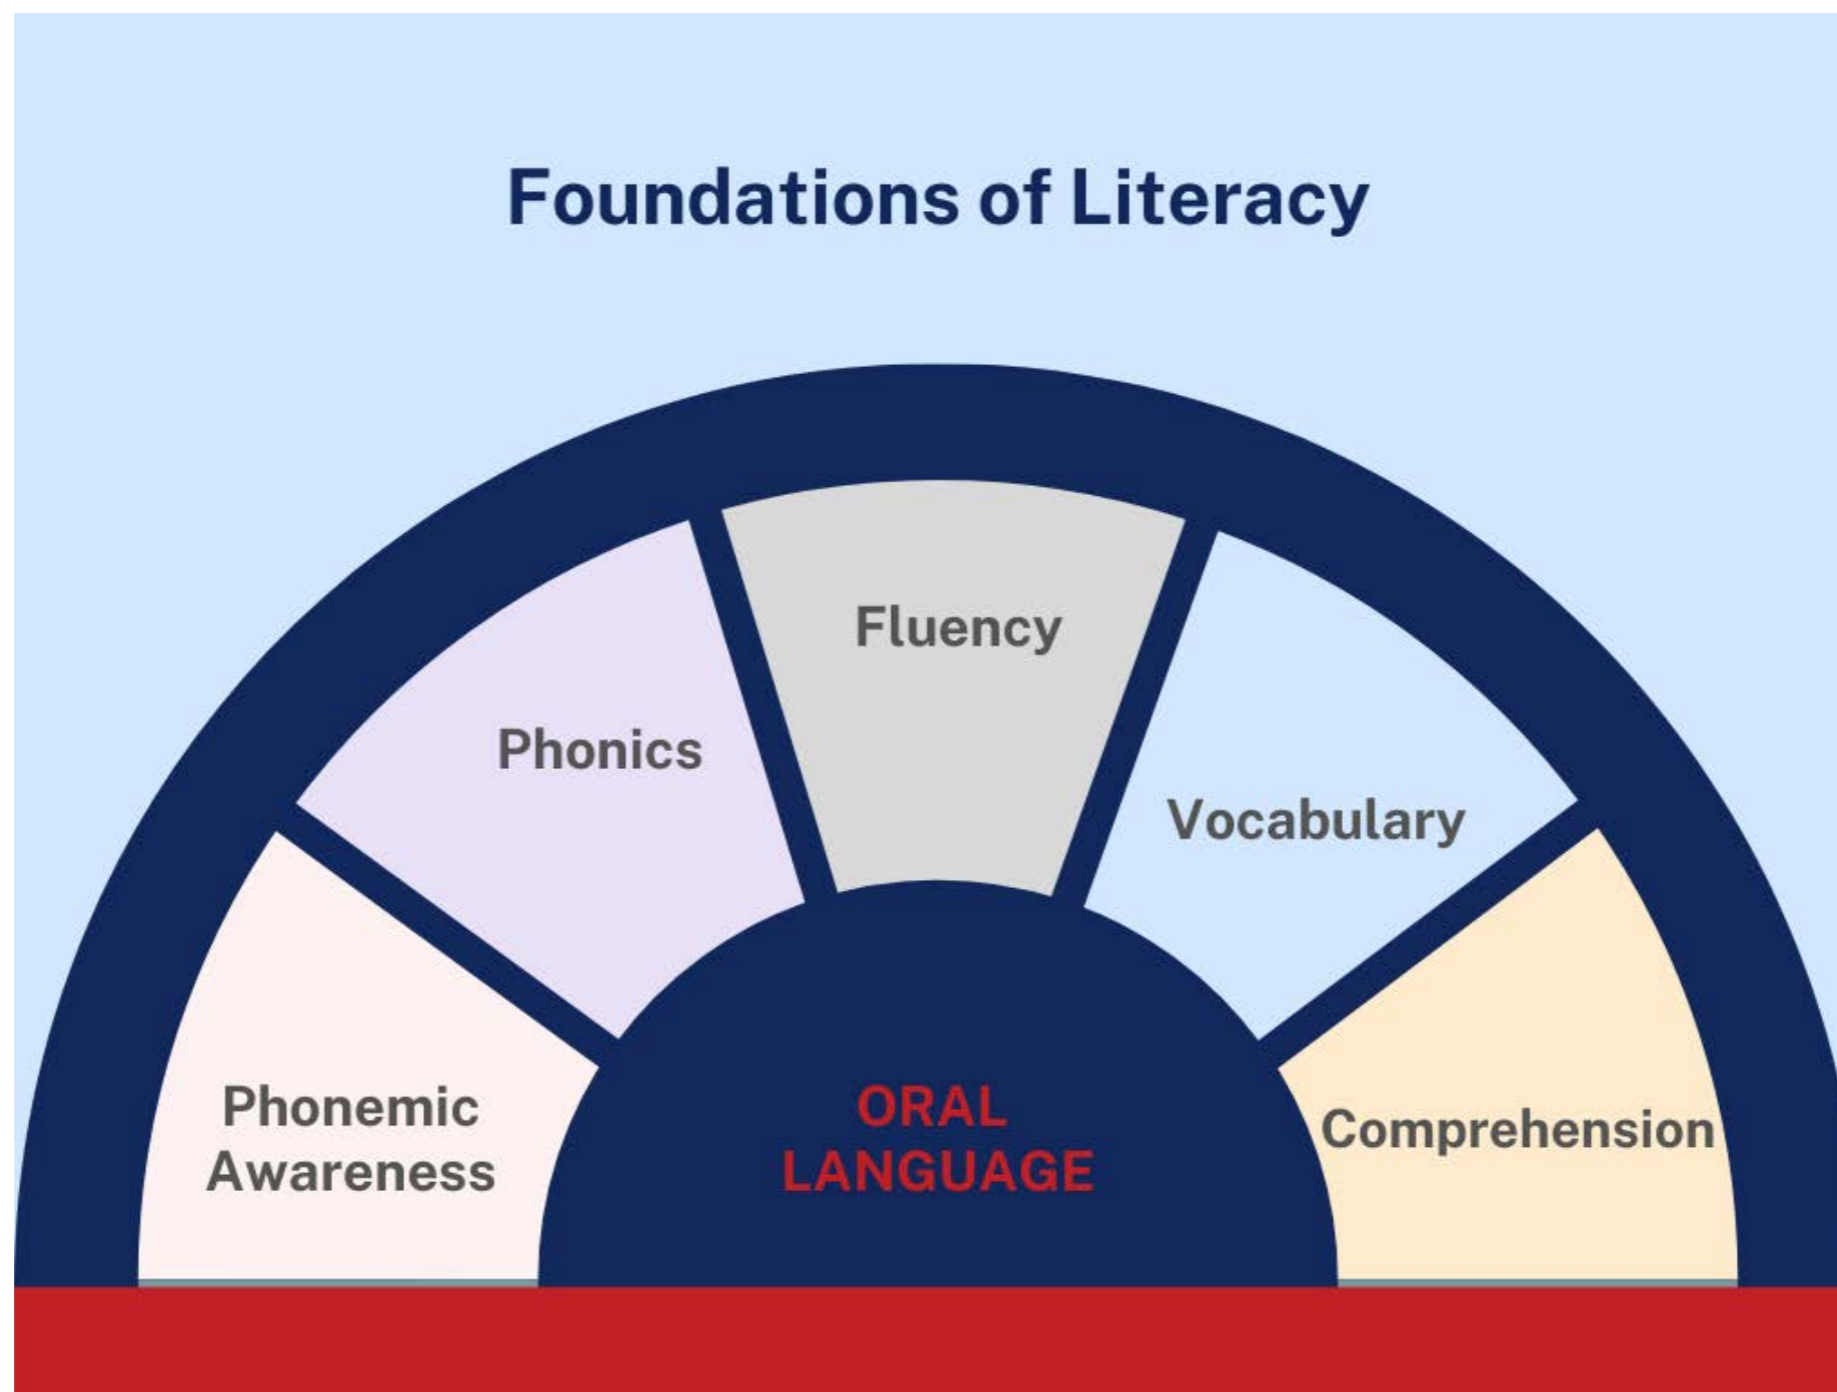 Foundations of Literacy
Phonemic
Awareness
Phonics
Fluency
Vocabulary
Comprehension
ORAL
LANGUAGE